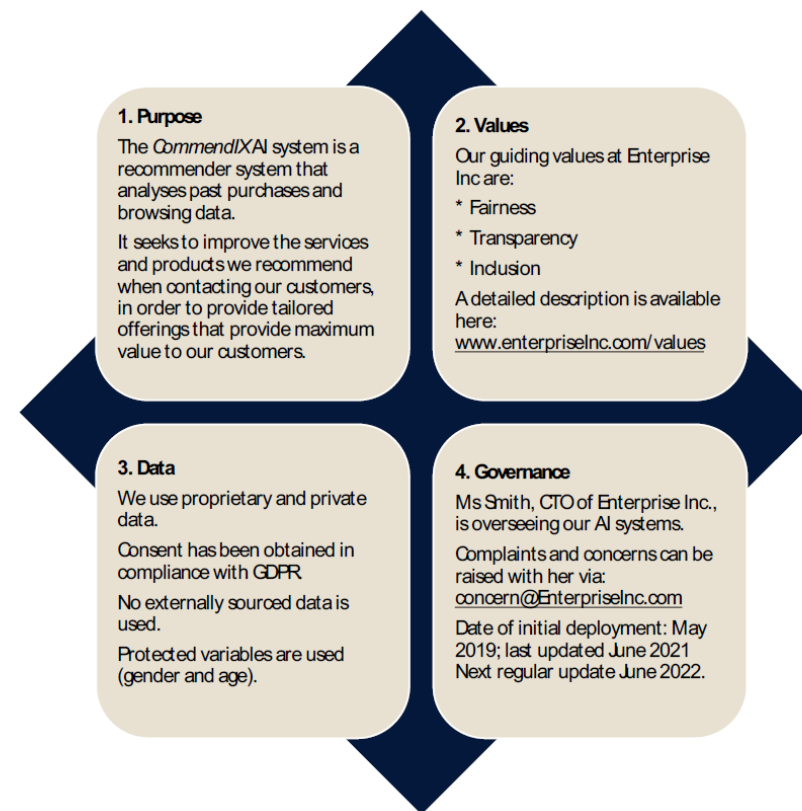 1. Purpose
The CommendIX AI system is a
recommender system that
analyses past purchases and
browsing data.
It seeks to improve the services
and products we recommend
when contacting our customers,
in order to provide tailored
offerings that provide maximum
value to our customers.
2. Values
Our guiding values at Enterprise
Inc are:
* Fairness
* Transparency
* Inclusion
A detailed description is available
here:
www.enterpriseInc.com/values
3. Data
We use proprietary and private
data.
Consent has been obtained in
compliance with GDPR.
No externally sourced data is
used.
Protected variables are used
(gender and age).
4. Governance
Ms Smith, CTO of Enterprise Inc.,
is overseeing our AI systems.
Complaints and concerns can be
raised with her via:
concern@EnterpriseInc.com
Date of initial deployment: May
2019; last updated June 2021
Next regular update June 2022.